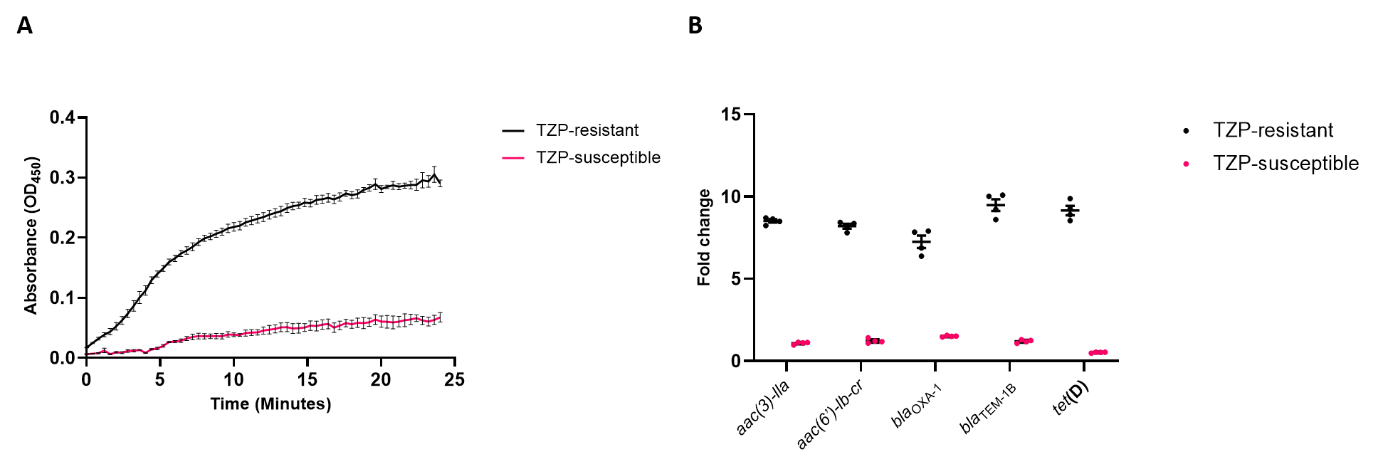 A
B
0.4
0.3
0.2
0.1
0.0
Absorbance (OD450)
0
5
10
15
20
25
Time (Minutes)
TZP-resistant
TZP-susceptible
15
10
5
0
Fold change
aac(3)-IIa
aac(6')-Ib-cr
blaOXA-1
blaTEM-1B
tet(D)
TZP-resistant
TZP-susceptible